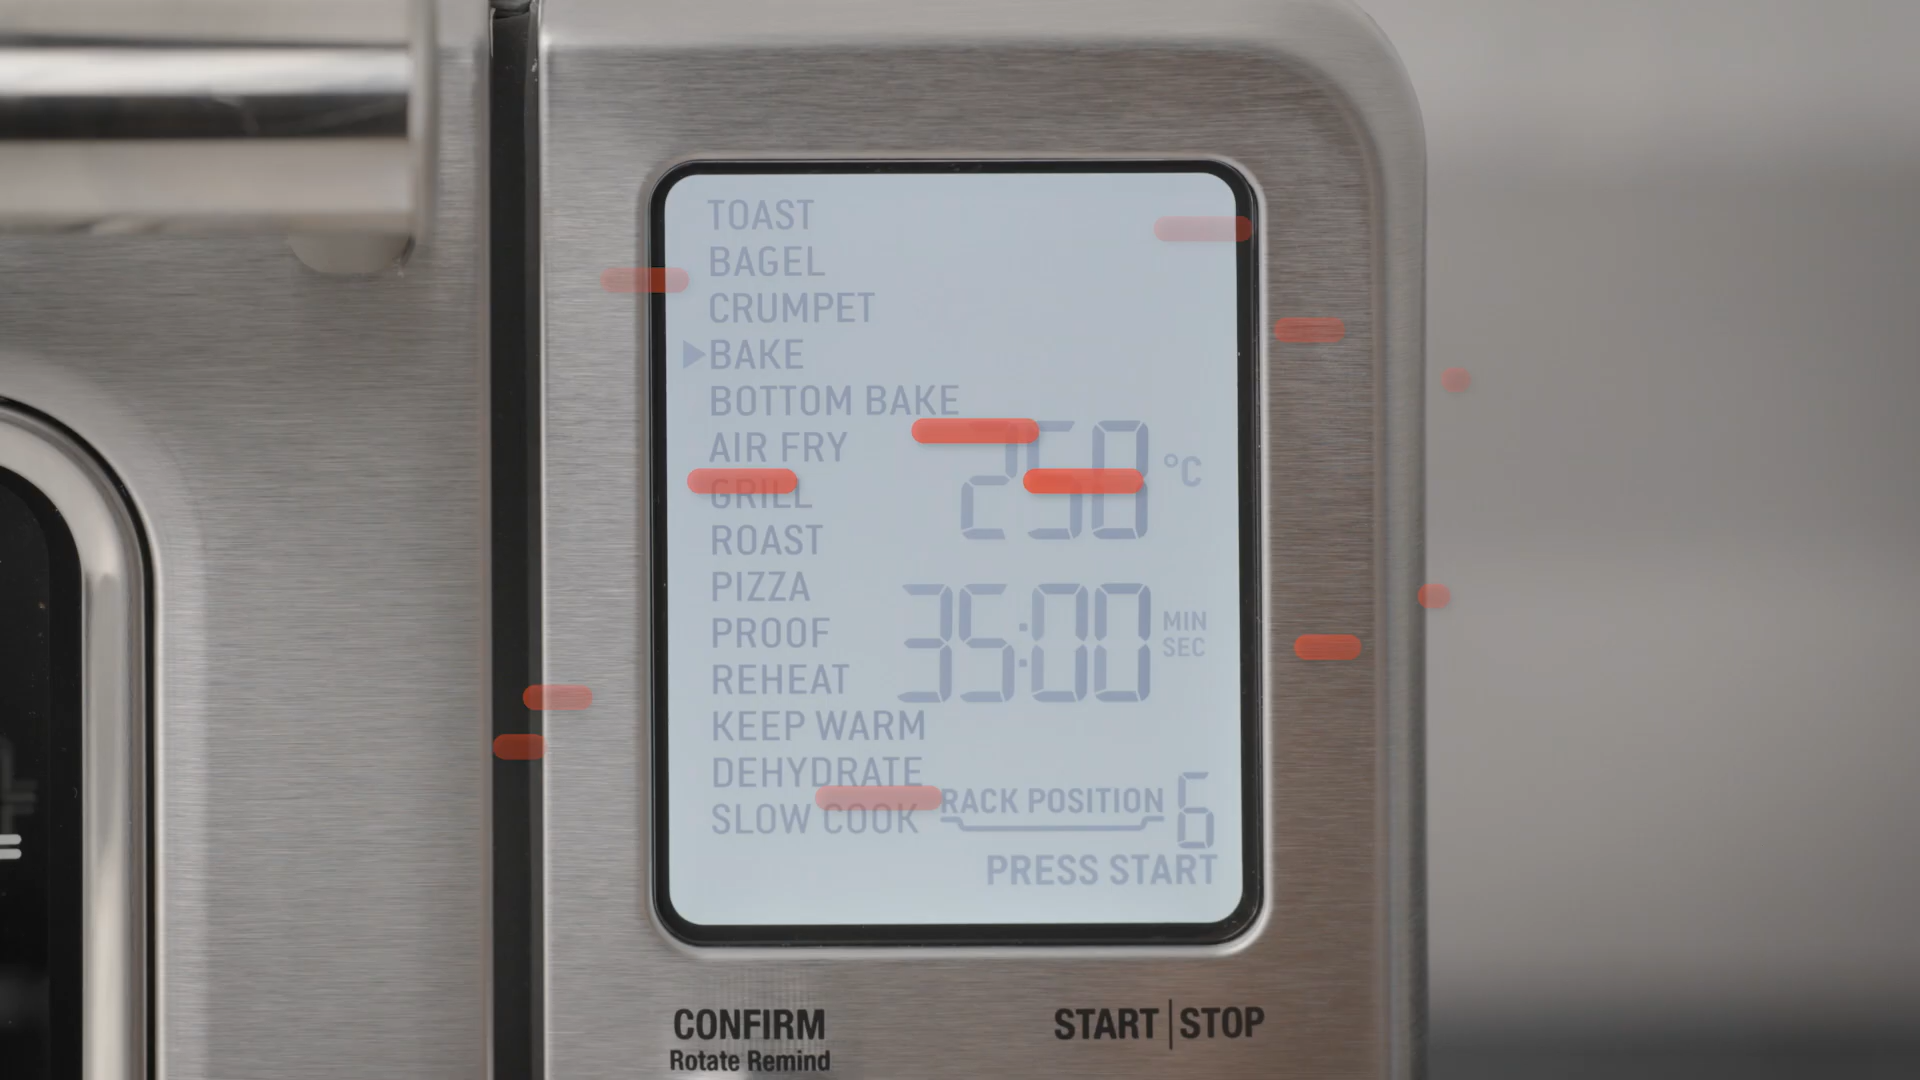 TOAST
BAGEL
CRUMPET
▶BAKE
BOTTOM BAKE
AIR FRY
GRILL
ROAST
PIZZA
PROOF
REHEAT
KEEP WARM
DEHYDRATE
SLOW COOK
°C
35:00 MIN SEC
RACK POSITION 6
PRESS START
CONFIRM
Rotate Remind
START|STOP